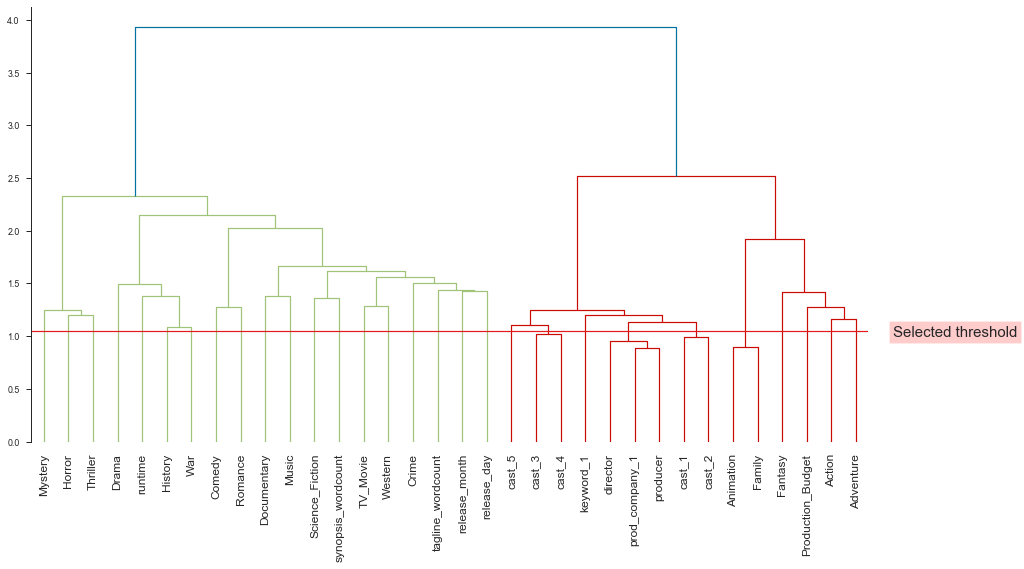 4.0
3.5
3.0
2.5
2.0
1.5
1.0
0.5
0.0
Selected threshold
Mystery
Horror
Thriller
Drama
runtime
History
War
Comedy
Romance
Documentary
Music
Science_Fiction
synopsis_wordcount
TV_Movie
Western
Crime
tagline_wordcount
release_month
release_day
cast_5
cast_3
cast_4
keyword_1
director
prod_company_1
producer
cast_1
cast_2
Animation
Family
Fantasy
Production_Budget
Action
Adventure